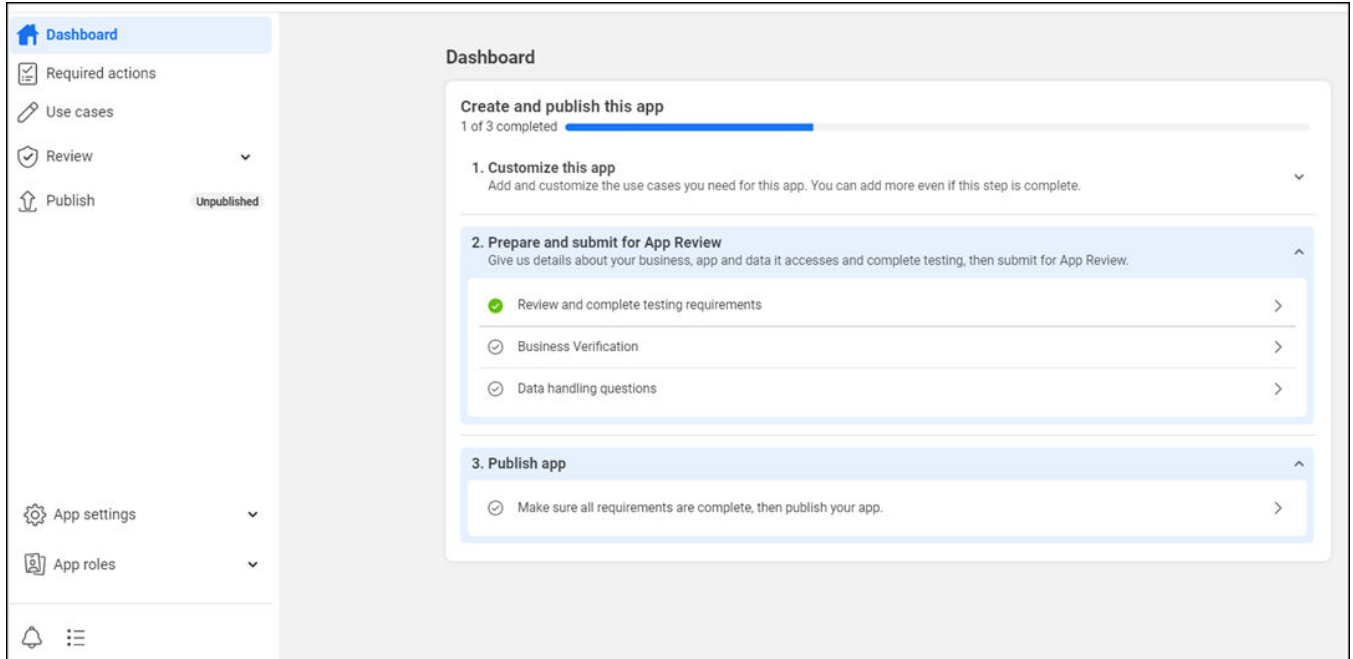 Dashboard
Required actions
Use cases
Review
Publish
Unpublished
App settings
App roles
Dashboard
Create and publish this app
1 of 3 completed
1. Customize this app
Add and customize the use cases you need for this app. You can add more even if this step is complete.
2. Prepare and submit for App Review
Give us details about your business, app and data it accesses and complete testing, then submit for App Review.
Review and complete testing requirements
Business Verification
Data handling questions
3. Publish app
Make sure all requirements are complete, then publish your app.